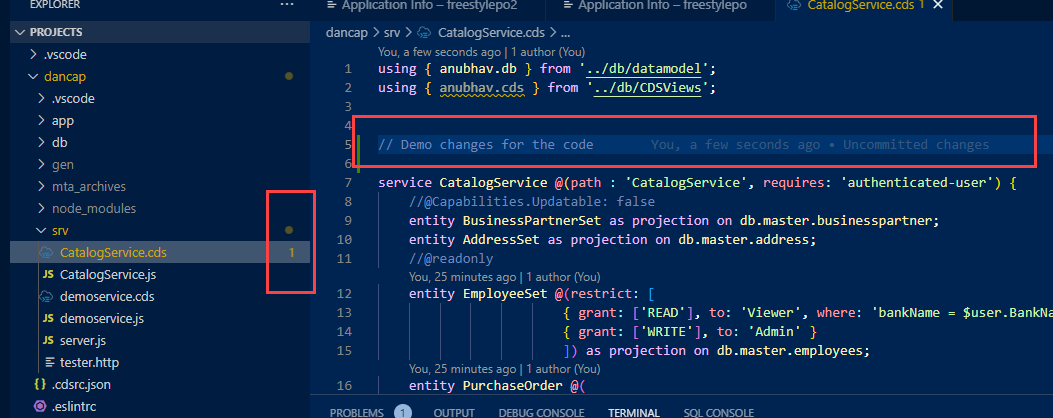 EXPLORER ...
PROJECTS
.vscode
dancap
.vscode
app
db
gen
mta_archives
node_modules
srv
CatalogService.cds 1
JS CatalogService.js
demoservice.cds
JS demoservice.js
JS server.js
tester.http
{} .cdsrc.json
.eslintrc
Application Info – freestylepo2
Application Info – freestylepo
CatalogService.cds 1
dancap > srv > CatalogService.cds > ...
You, a few seconds ago | 1 author (You)
1 using { anubhav.db } from '../db/datamodel';
2 using { anubhav.cds } from '../db/CDSViews';
3
4
5 // Demo changes for the code You, a few seconds ago • Uncommitted changes
6
7 service CatalogService @(path : 'CatalogService', requires: 'authenticated-user') {
8 //@Capabilities.Updatable: false
9 entity BusinessPartnerSet as projection on db.master.businesspartner;
10 entity AddressSet as projection on db.master.address;
11 //@readonly
You, 25 minutes ago | 1 author (You)
12 entity EmployeeSet @(restrict: [
13 { grant: ['READ'], to: 'Viewer', where: 'bankName = $user.BankNa
14 { grant: ['WRITE'], to: 'Admin' }
15 ]) as projection on db.master.employees;
You, 25 minutes ago | 1 author (You)
16 entity PurchaseOrder @(
PROBLEMS 1 OUTPUT DEBUG CONSOLE TERMINAL SQL CONSOLE